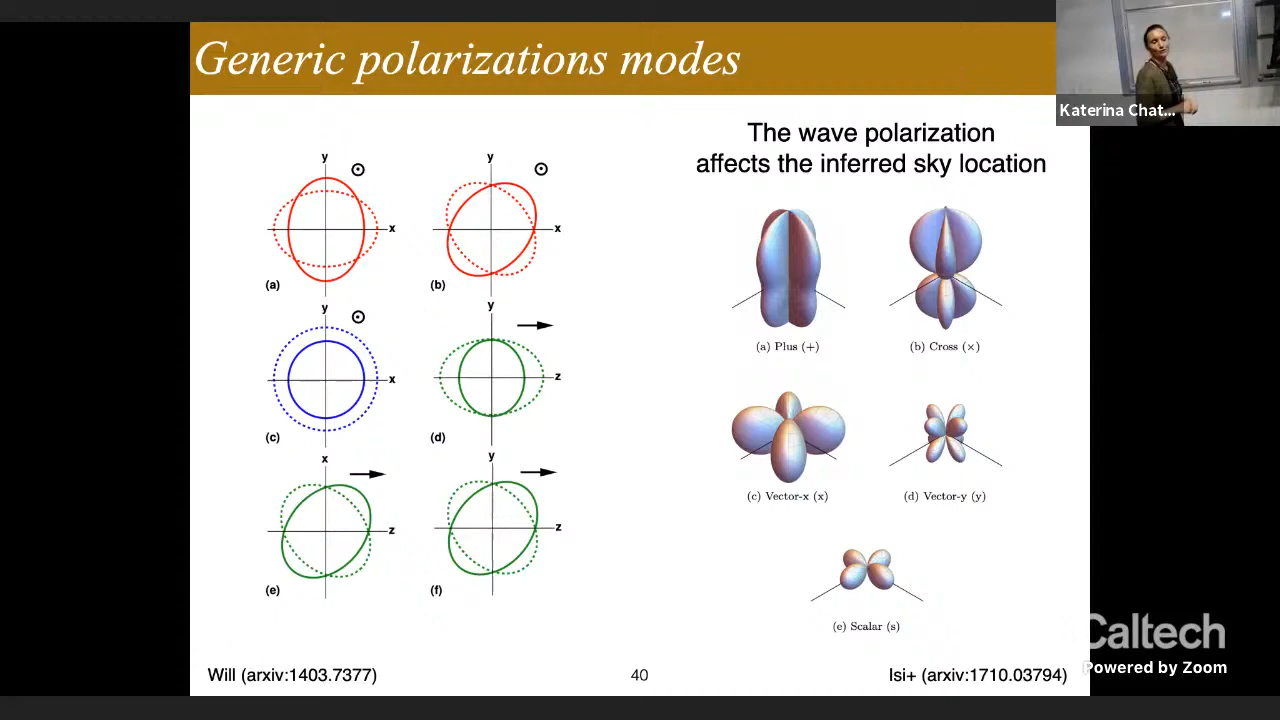 Generic polarizations modes
Katerina Chat...
The wave polarization
affects the inferred sky location
y
x
(a)
y
x
(b)
y
x
(c)
y
z
(d)
x
z
(e)
y
z
(f)
(a) Plus (+)
(b) Cross (×)
(c) Vector-x (x)
(d) Vector-y (y)
(e) Scalar (s)
Will (arxiv:1403.7377)
40
Isi+ (arxiv:1710.03794)
Caltech
Powered by Zoom